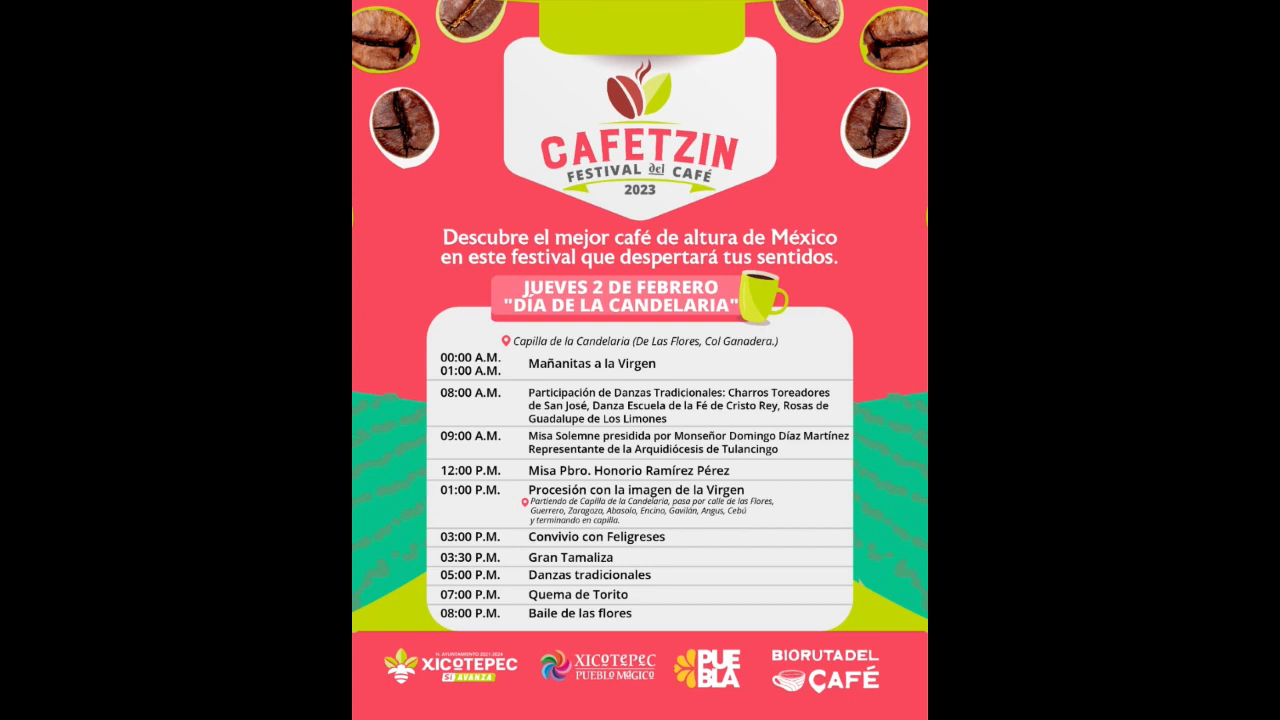 CAFETZIN
FESTIVAL del CAFÉ
2023
Descubre el mejor café de altura de México
en este festival que despertará tus sentidos.
JUEVES 2 DE FEBRERO
"DÍA DE LA CANDELARIA"
Capilla de la Candelaria (De Las Flores, Col Ganadera.)
00:00 A.M.
01:00 A.M.
Mañanitas a la Virgen
08:00 A.M. Participación de Danzas Tradicionales: Charros Toreadores
de San José, Danza Escuela de la Fé de Cristo Rey, Rosas de
Guadalupe de Los Limones
09:00 A.M. Misa Solemne presidida por Monseñor Domingo Díaz Martínez
Representante de la Arquidiócesis de Tulancingo
12:00 P.M. Misa Pbro. Honorio Ramírez Pérez
01:00 P.M. Procesión con la imagen de la Virgen
Partiendo de Capilla de la Candelaria, pasa por calle de las Flores,
Guerrero, Zaragoza, Abasolo, Encino, Gavilán, Angus, Cebú
y terminando en capilla.
03:00 P.M. Convivio con Feligreses
03:30 P.M. Gran Tamaliza
05:00 P.M. Danzas tradicionales
07:00 P.M. Quema de Torito
08:00 P.M. Baile de las flores
H. AYUNTAMIENTO 2021-2024
XICOTEPEC
SÍ AVANZA
XICOTEPEC
PUEBLO MÁGICO
PUE
BLA
BIORUTA DEL
CAFÉ